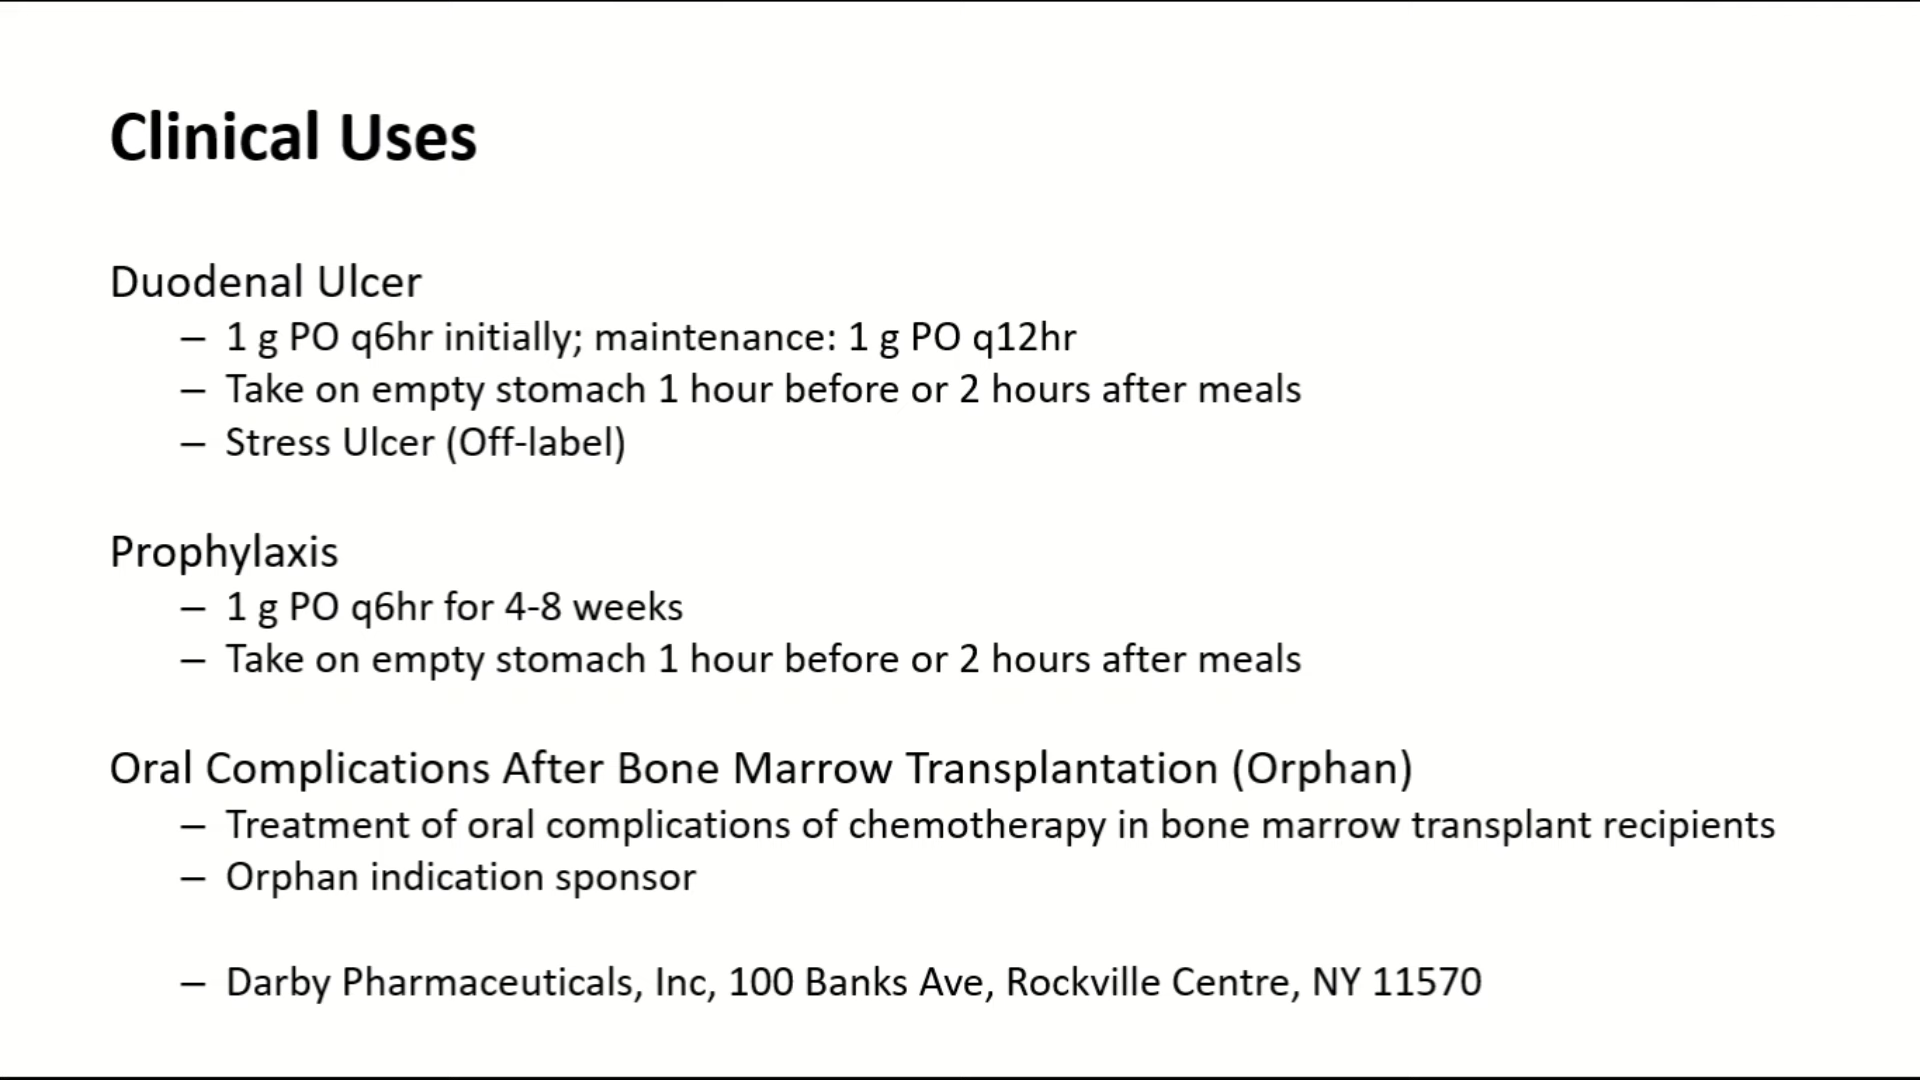 Clinical Uses
Duodenal Ulcer
– 1 g PO q6hr initially; maintenance: 1 g PO q12hr
– Take on empty stomach 1 hour before or 2 hours after meals
– Stress Ulcer (Off-label)
Prophylaxis
– 1 g PO q6hr for 4-8 weeks
– Take on empty stomach 1 hour before or 2 hours after meals
Oral Complications After Bone Marrow Transplantation (Orphan)
– Treatment of oral complications of chemotherapy in bone marrow transplant recipients
– Orphan indication sponsor
– Darby Pharmaceuticals, Inc, 100 Banks Ave, Rockville Centre, NY 11570